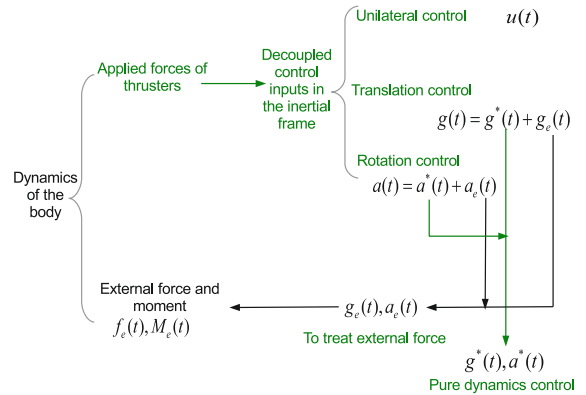 Unilateral control
u(t)
Applied forces of
thrusters
Decoupled
control
inputs in
the inertial
frame
Translation control
g(t) = g*(t) + g_e(t)
Rotation control
a(t) = a*(t) + a_e(t)
Dynamics
of the
body
External force and
moment
f_e(t), M_e(t)
g_e(t), a_e(t)
To treat external force
g*(t), a*(t)
Pure dynamics control